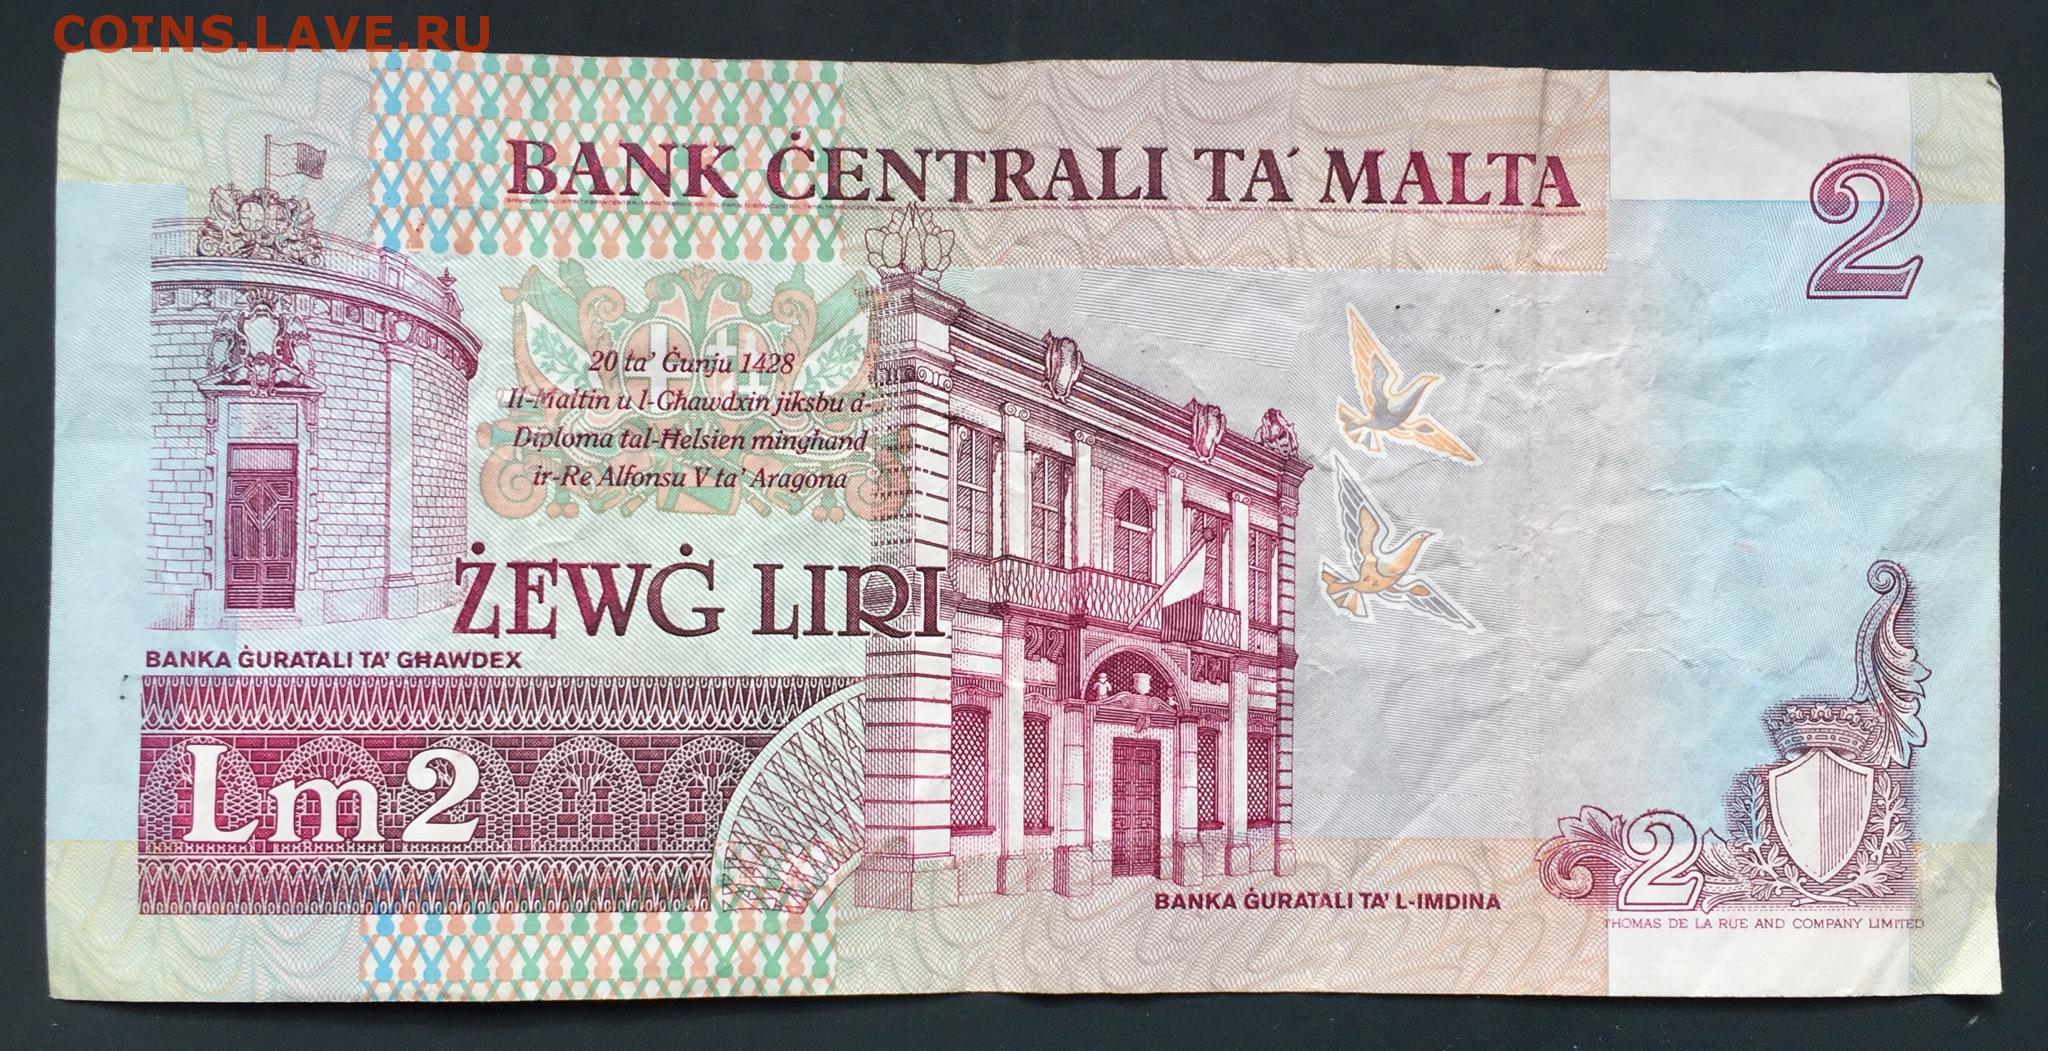 COINS.LAVE.RU
BANK ĊENTRALI TA' MALTA
2
20 ta' Ġunju 1428
Il-Maltin u l-Għawdxin jiksbu d-
Diploma tal-Ħelsien mingħand
ir-Re Alfonsu V ta' Aragona
ŻEWĠ LIRI
BANKA ĠURATALI TA' GĦAWDEX
Lm2
BANKA ĠURATALI TA' L-IMDINA
2
THOMAS DE LA RUE AND COMPANY LIMITED